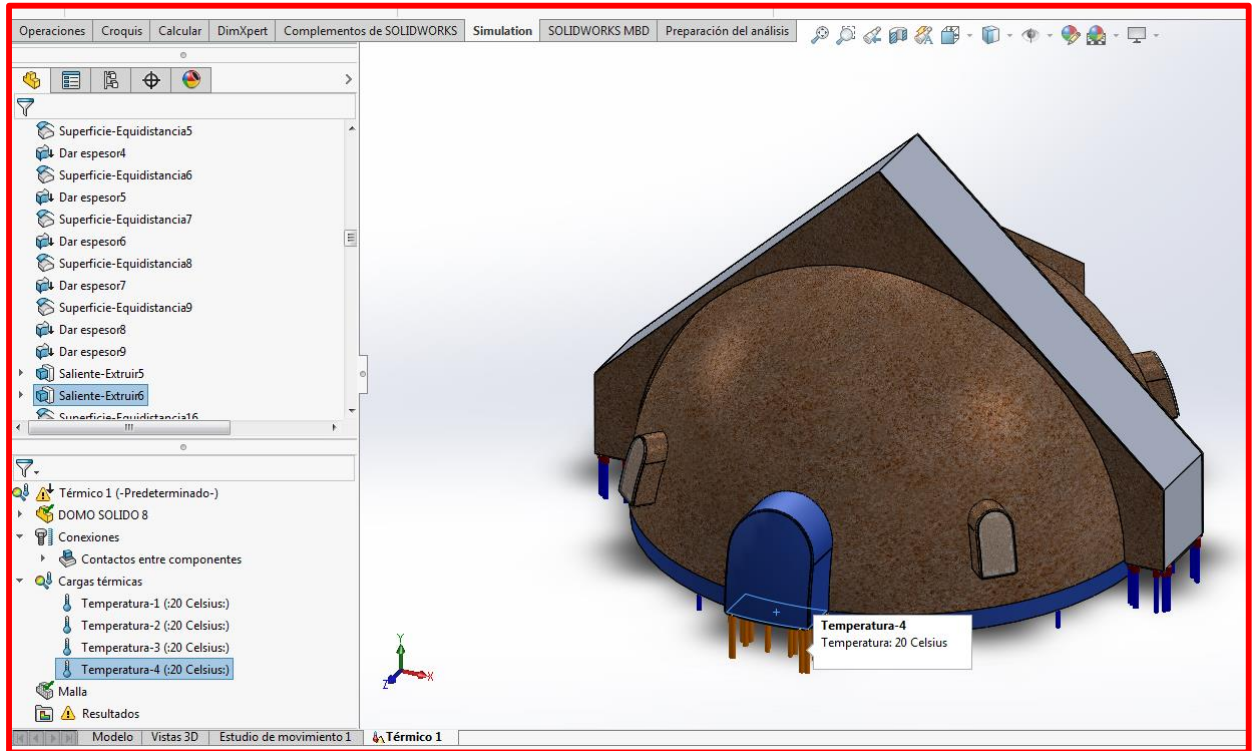 Operaciones Croquis Calcular DimXpert Complementos de SOLIDWORKS Simulation SOLIDWORKS MBD Preparación del análisis
Superficie-Equidistancia5
Dar espesor4
Superficie-Equidistancia6
Dar espesor5
Superficie-Equidistancia7
Dar espesor6
Superficie-Equidistancia8
Dar espesor7
Superficie-Equidistancia9
Dar espesor8
Dar espesor9
Saliente-Extruir5
Saliente-Extruir6
Superficie-Equidistancia16
Térmico 1 (-Predeterminado-)
DOMO SOLIDO 8
Conexiones
Contactos entre componentes
Cargas térmicas
Temperatura-1 (:20 Celsius:)
Temperatura-2 (:20 Celsius:)
Temperatura-3 (:20 Celsius:)
Temperatura-4 (:20 Celsius:)
Malla
Resultados
Temperatura-4
Temperatura: 20 Celsius
Y
X
Z
Modelo Vistas 3D Estudio de movimiento 1 Térmico 1